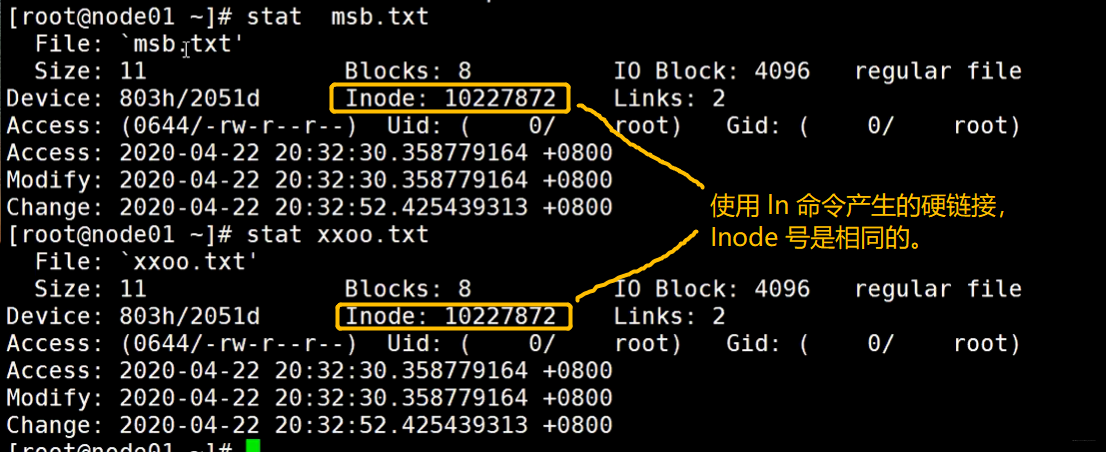 [root@node01 ~]# stat  msb.txt
  File: `msb.txt'
  Size: 11              Blocks: 8          IO Block: 4096   regular file
Device: 803h/2051d      Inode: 10227872    Links: 2
Access: (0644/-rw-r--r--)  Uid: (    0/    root)   Gid: (    0/    root)
Access: 2020-04-22 20:32:30.358779164 +0800
Modify: 2020-04-22 20:32:30.358779164 +0800
Change: 2020-04-22 20:32:52.425439313 +0800
使用 ln 命令产生的硬链接，
Inode 号是相同的。
[root@node01 ~]# stat xxoo.txt
  File: `xxoo.txt'
  Size: 11              Blocks: 8          IO Block: 4096   regular file
Device: 803h/2051d      Inode: 10227872    Links: 2
Access: (0644/-rw-r--r--)  Uid: (    0/    root)   Gid: (    0/    root)
Access: 2020-04-22 20:32:30.358779164 +0800
Modify: 2020-04-22 20:32:30.358779164 +0800
Change: 2020-04-22 20:32:52.425439313 +0800
[root@node01 ~]#